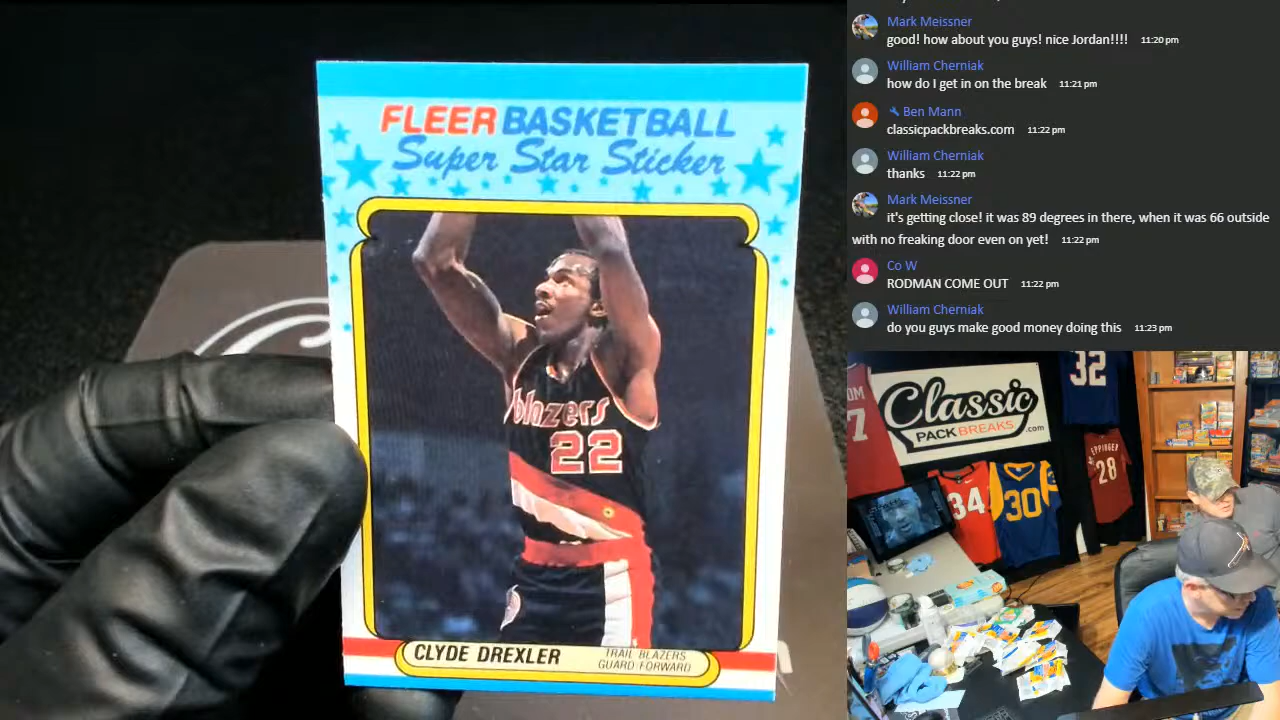 FLEER BASKETBALL
Super Star Sticker
blazers
22
CLYDE DREXLER
TRAIL BLAZERS
GUARD/FORWARD
Mark Meissner
good! how about you guys! nice Jordan!!!! 11:20 pm
William Cherniak
how do I get in on the break 11:21 pm
Ben Mann
classicpackbreaks.com 11:22 pm
William Cherniak
thanks 11:22 pm
Mark Meissner
it's getting close! it was 89 degrees in there, when it was 66 outside
with no freaking door even on yet! 11:22 pm
Co W
RODMAN COME OUT 11:22 pm
William Cherniak
do you guys make good money doing this 11:23 pm
Classic
PACK BREAKS .com
32
7
34
30
EPPINGER
28